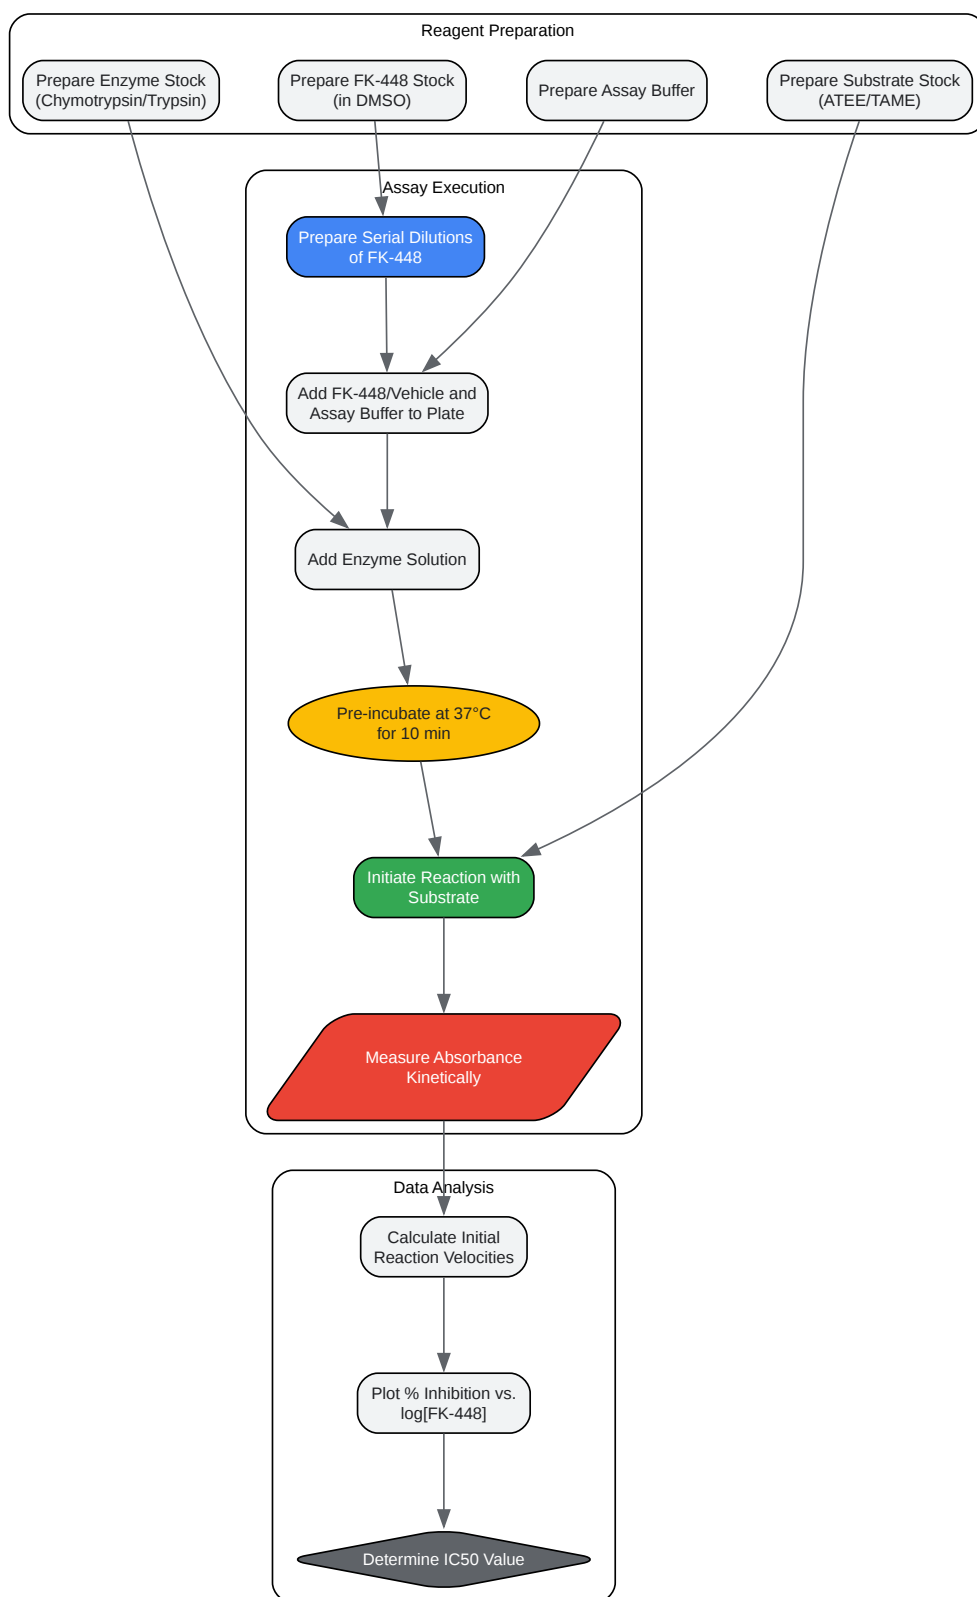 Reagent Preparation
Prepare Enzyme Stock
(Chymotrypsin/Trypsin)
Prepare FK-448 Stock
(in DMSO)
Prepare Assay Buffer
Prepare Substrate Stock
(ATEE/TAME)
Assay Execution
Prepare Serial Dilutions
of FK-448
Add FK-448/Vehicle and
Assay Buffer to Plate
Add Enzyme Solution
Pre-incubate at 37°C
for 10 min
Initiate Reaction with
Substrate
Measure Absorbance
Kinetically
Data Analysis
Calculate Initial
Reaction Velocities
Plot % Inhibition vs.
log[FK-448]
Determine IC50 Value